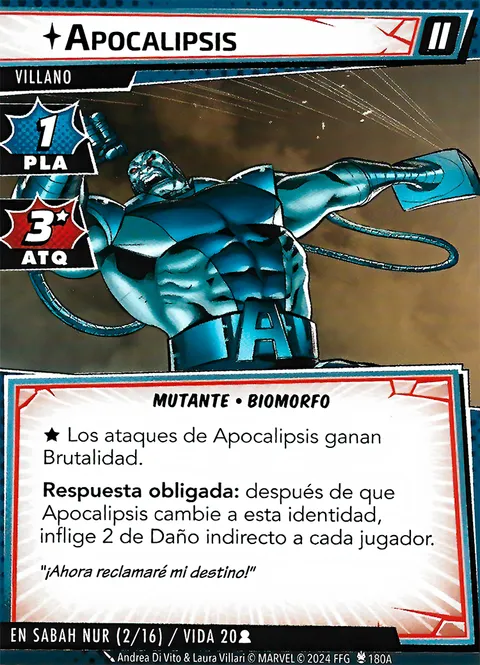 APOCALIPSIS
II
VILLANO
1
PLA
3
ATQ
A
MUTANTE • BIOMORFO
★ Los ataques de Apocalipsis ganan
Brutalidad.
Respuesta obligada: después de que
Apocalipsis cambie a esta identidad,
inflige 2 de Daño indirecto a cada jugador.
"¡Ahora reclamaré mi destino!"
EN SABAH NUR (2/16) / VIDA 20
Andrea Di Vito & Laura Villari © MARVEL © 2024 FFG 180A